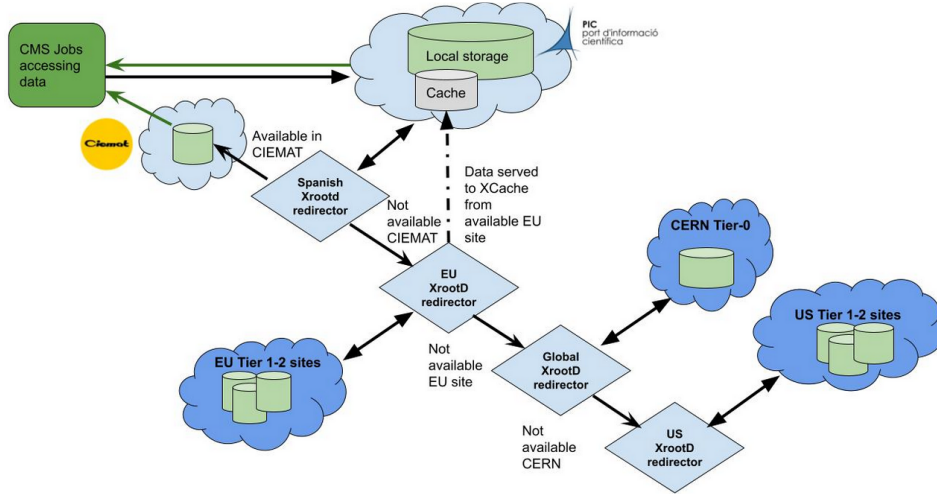 PIC
port d'informació
científica
CMS Jobs
accessing
data
Local storage
Cache
Ciemat
Available in
CIEMAT
Spanish
Xrootd
redirector
Not
available
CIEMAT
Data served
to XCache
from
available EU
site
CERN Tier-0
EU
XrootD
redirector
US Tier 1-2 sites
EU Tier 1-2 sites
Not
available
EU site
Global
XrootD
redirector
Not
available
CERN
US
XrootD
redirector